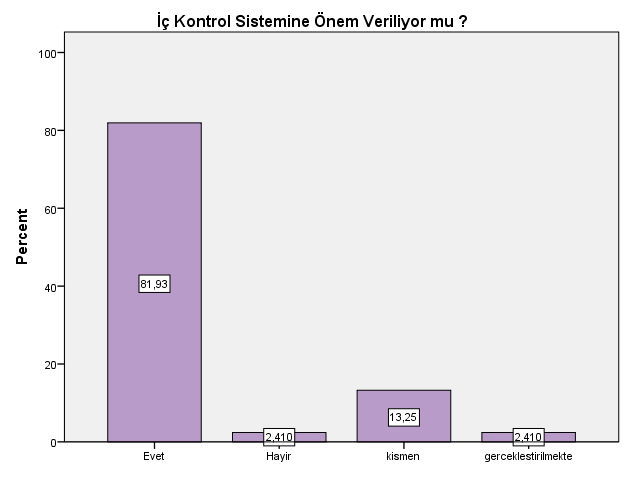 İç Kontrol Sistemine Önem Veriliyor mu ?
100
80
60
40
20
0
Percent
81,93
2,410
13,25
2,410
Evet
Hayir
kismen
gerceklestirilmekte